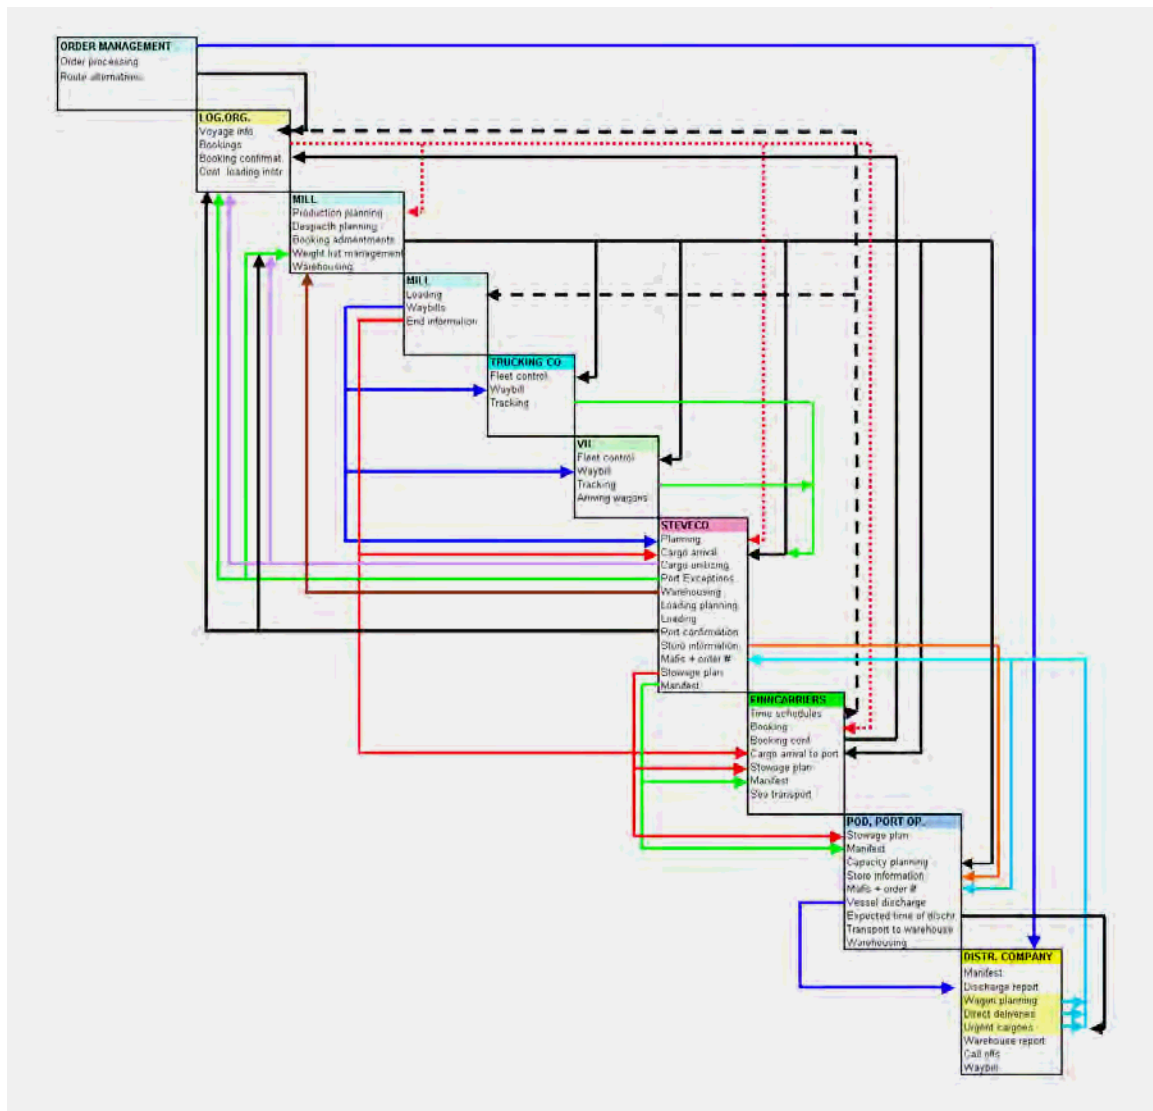 ORDER MANAGEMENT
Order processing
Route alternatives
LOG.ORG.
Voyage info
Bookings
Booking confirmat.
Cont loading instr
MILL
Production planning
Despacth planning
Booking admentments
Weight list management
Warehousing
MILL
Loading
Waybills
End information
TRUCKING CO
Fleet control
Waybill
Tracking
Fleet control
Waybill
Tracking
Arriving wagons
STEVECO
Planning
Cargo arrival
Cargo unitizing
Port Exceptions
Warehousing
Loading planning
Loading
Port confirmation
Store information
Mafis + order #
Stowage plan
Manifest
FINNCARRIERS
Time schedules
Booking
Booking conf
Cargo arrival to port
Stowage plan
Manifest
Sea transport
POD, PORT OP.
Stowage plan
Manifest
Capacity planning
Store information
Mafis + order #
Vessel discharge
Expected time of dischr
Transport to warehouse
Warehousing
DISTR. COMPANY
Manifest
Discharge report
Wagon planning
Direct deliveries
Urgent cargoes
Warehouse report
Call offs
Waybill